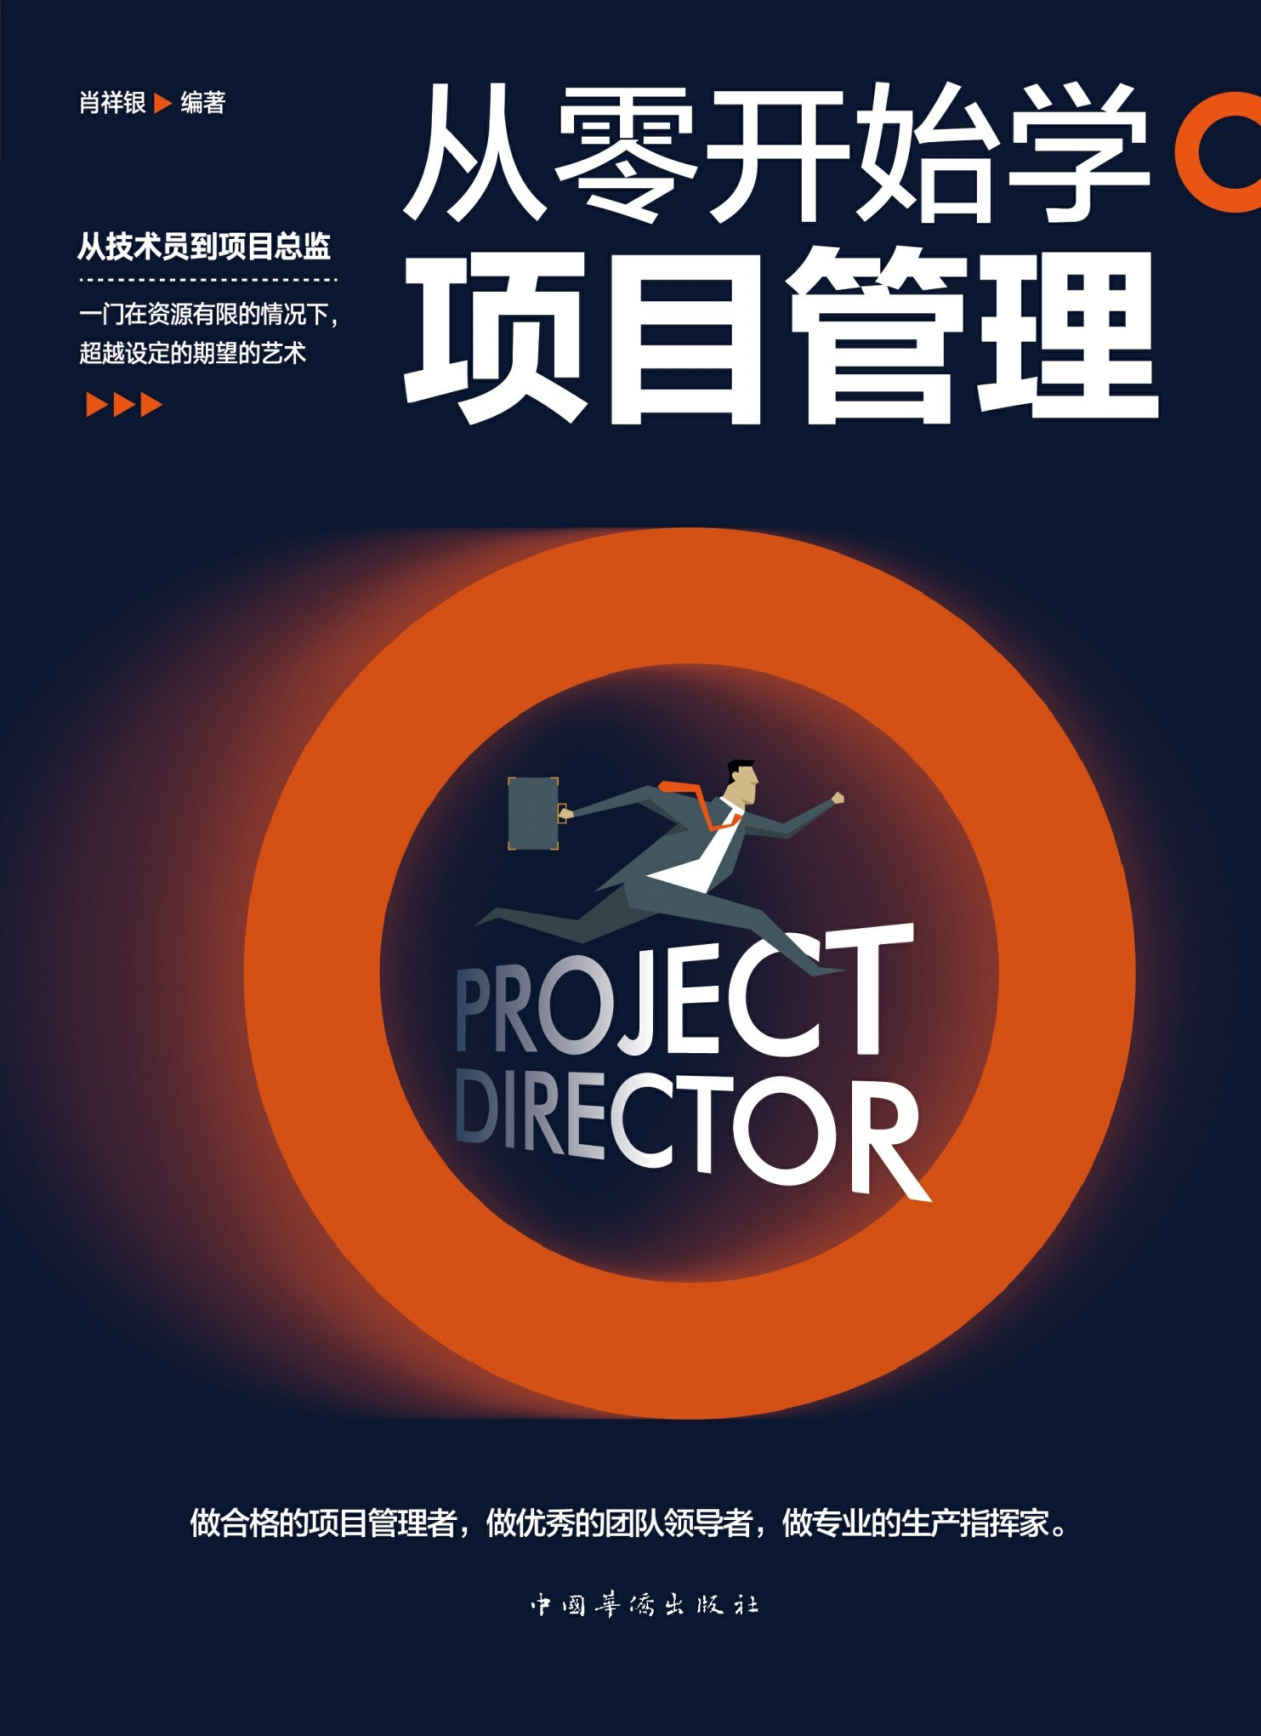 肖祥银 ▶ 编著
从零开始学
项目管理
从技术员到项目总监
一门在资源有限的情况下，
超越设定的期望的艺术
PROJECT
DIRECTOR
做合格的项目管理者，做优秀的团队领导者，做专业的生产指挥家。
中國華僑出版社